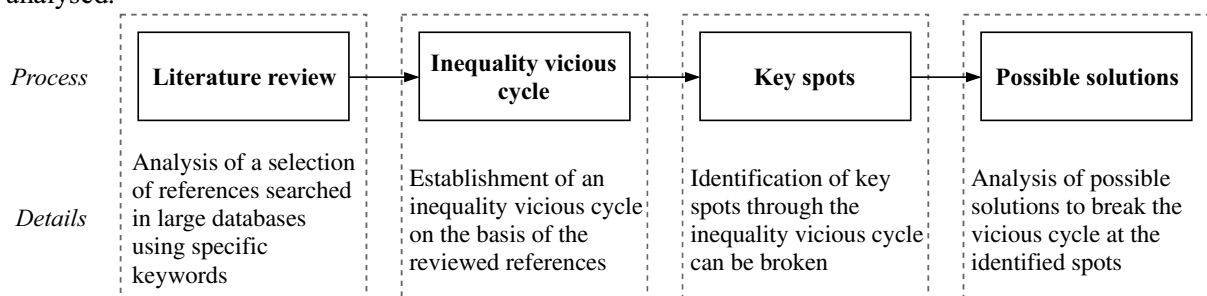 analysed.
Process
Literature review
Inequality vicious
cycle
Key spots
Possible solutions
Details
Analysis of a selection
of references searched
in large databases
using specific
keywords
Establishment of an
inequality vicious cycle
on the basis of the
reviewed references
Identification of key
spots through the
inequality vicious cycle
can be broken
Analysis of possible
solutions to break the
vicious cycle at the
identified spots